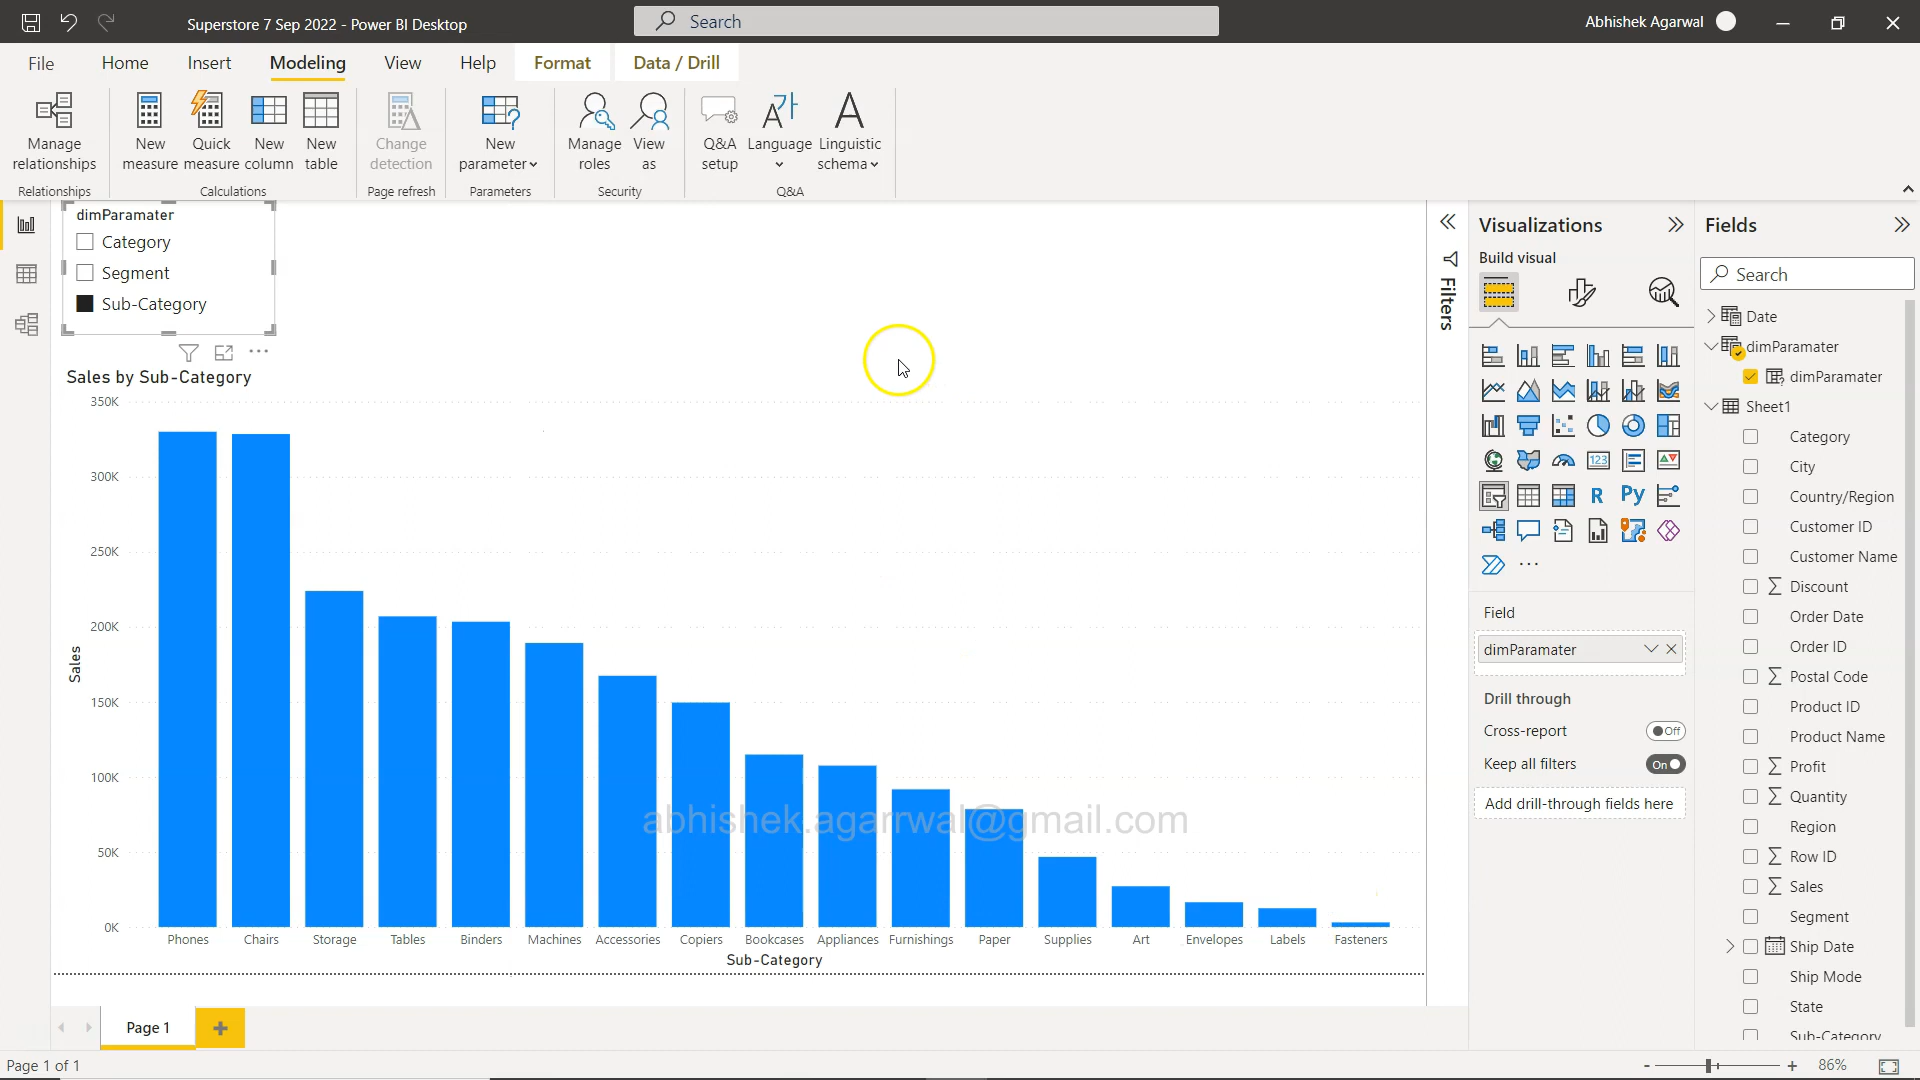 Superstore 7 Sep 2022 - Power BI Desktop
Search
Abhishek Agarwal
File
Home
Insert
Modeling
View
Help
Format
Data / Drill
Manage relationships
New measure
Quick measure
New column
New table
Change detection
New parameter
Manage roles
View as
Q&A setup
Language
Linguistic schema
Relationships
Calculations
Page refresh
Parameters
Security
Q&A
dimParamater
Category
Segment
Sub-Category
Sales by Sub-Category
350K
300K
250K
200K
150K
100K
50K
0K
Sales
Phones
Chairs
Storage
Tables
Binders
Machines
Accessories
Copiers
Bookcases
Appliances
Furnishings
Paper
Supplies
Art
Envelopes
Labels
Fasteners
Sub-Category
abhishek.agarrwal@gmail.com
Filters
Visualizations
Build visual
123
R
Py
Field
dimParamater
Drill through
Cross-report
Off
Keep all filters
On
Add drill-through fields here
Fields
Search
Date
dimParamater
dimParamater
Sheet1
Category
City
Country/Region
Customer ID
Customer Name
Discount
Order Date
Order ID
Postal Code
Product ID
Product Name
Profit
Quantity
Region
Row ID
Sales
Segment
Ship Date
Ship Mode
State
Sub-Category
Page 1
Page 1 of 1
86%